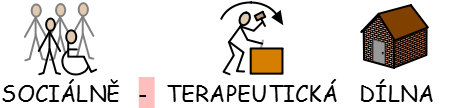 SOCIÁLNĚ - TERAPEUTICKÁ DÍLNA